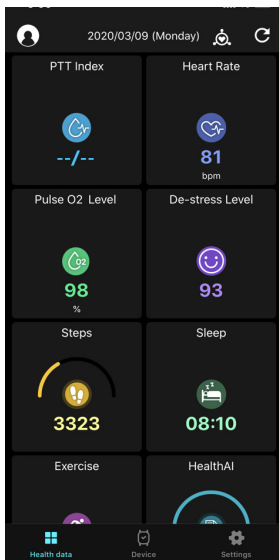 2020/03/09 (Monday)
PTT Index
Heart Rate
--/--
81
bpm
Pulse O2 Level
De-stress Level
O2
98
93
%
Steps
Sleep
3323
08:10
Exercise
HealthAI
Health data
Device
Settings